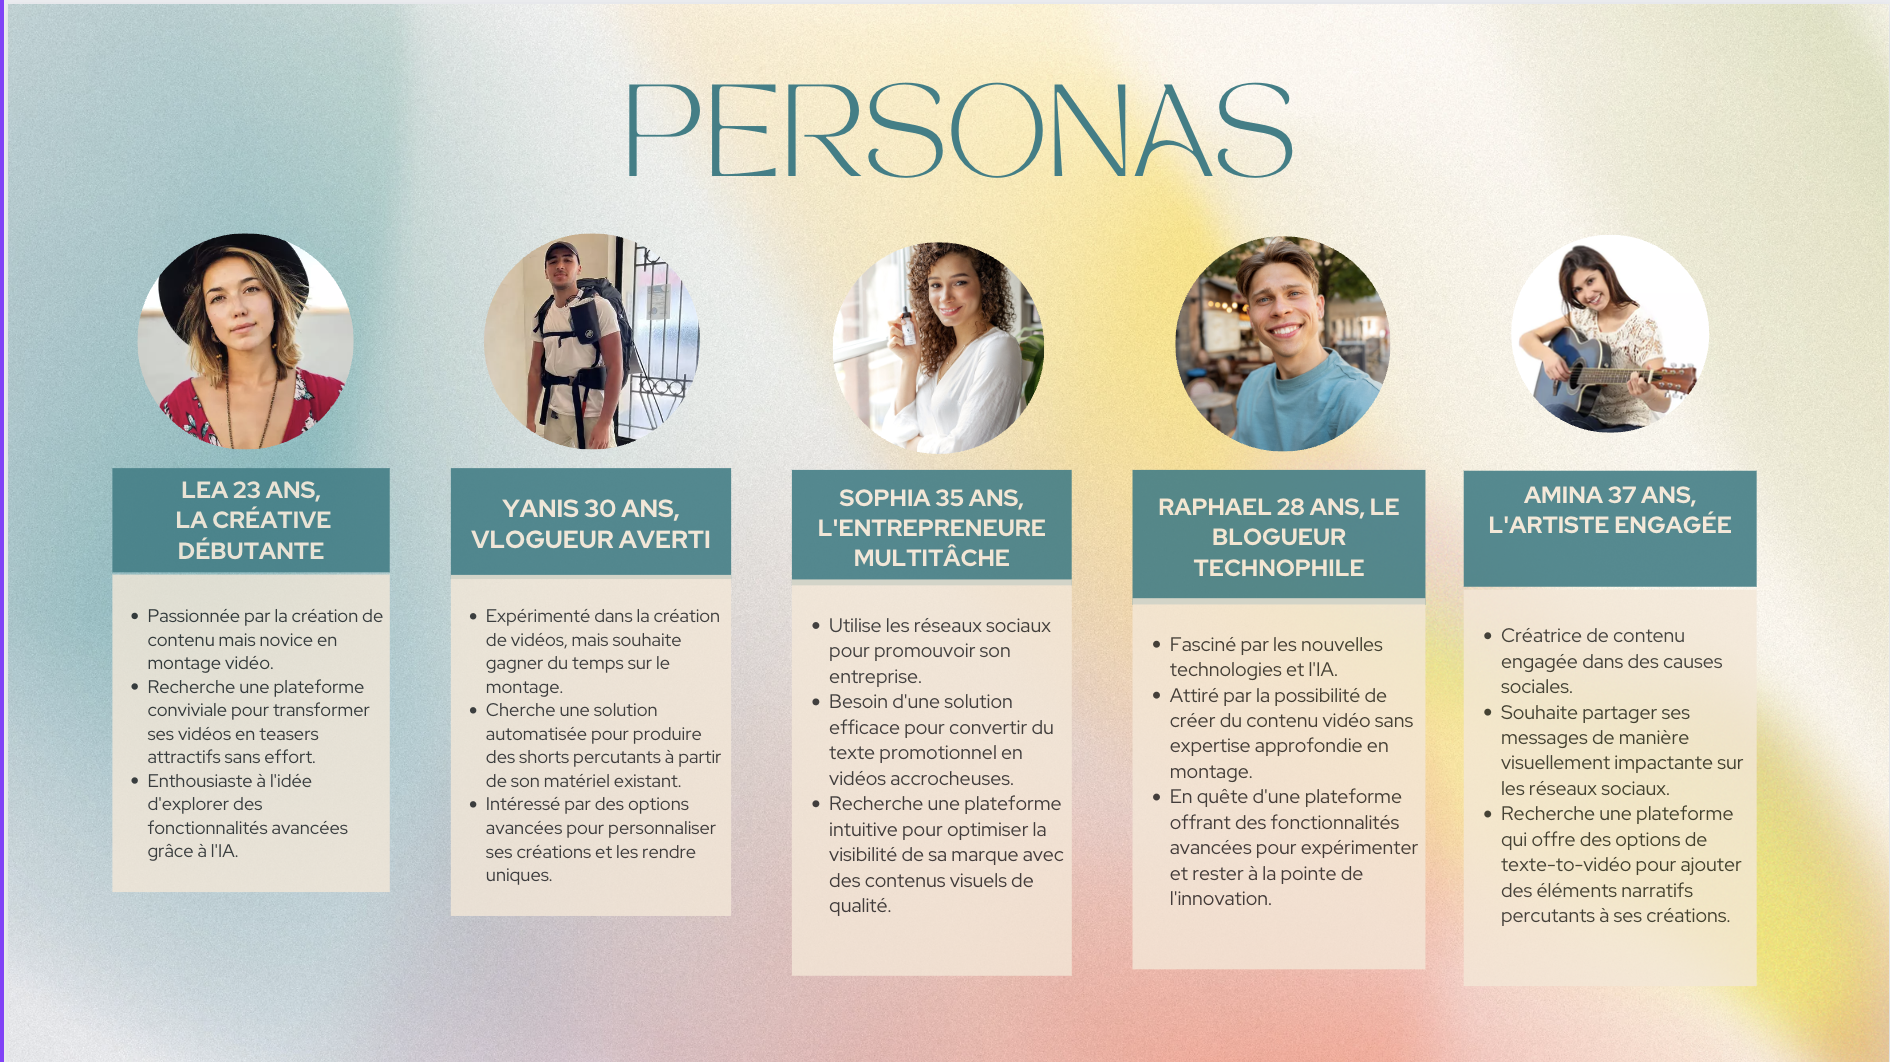 PERSONAS
LEA 23 ANS,
LA CRÉATIVE
DÉBUTANTE
• Passionnée par la création de
contenu mais novice en
montage vidéo.
• Recherche une plateforme
conviviale pour transformer
ses vidéos en teasers
attractifs sans effort.
• Enthousiaste à l'idée
d'explorer des
fonctionnalités avancées
grâce à l'IA.
YANIS 30 ANS,
VLOGUEUR AVERTI
• Expérimenté dans la création
de vidéos, mais souhaite
gagner du temps sur le
montage.
• Cherche une solution
automatisée pour produire
des shorts percutants à partir
de son matériel existant.
• Intéressé par des options
avancées pour personnaliser
ses créations et les rendre
uniques.
SOPHIA 35 ANS,
L'ENTREPRENEURE
MULTITÂCHE
• Utilise les réseaux sociaux
pour promouvoir son
entreprise.
• Besoin d'une solution
efficace pour convertir du
texte promotionnel en
vidéos accrocheuses.
• Recherche une plateforme
intuitive pour optimiser la
visibilité de sa marque avec
des contenus visuels de
qualité.
RAPHAEL 28 ANS, LE
BLOGUEUR
TECHNOPHILE
• Fasciné par les nouvelles
technologies et l'IA.
• Attiré par la possibilité de
créer du contenu vidéo sans
expertise approfondie en
montage.
• En quête d'une plateforme
offrant des fonctionnalités
avancées pour expérimenter
et rester à la pointe de
l'innovation.
AMINA 37 ANS,
L'ARTISTE ENGAGÉE
• Créatrice de contenu
engagée dans des causes
sociales.
• Souhaite partager ses
messages de manière
visuellement impactante sur
les réseaux sociaux.
• Recherche une plateforme
qui offre des options de
texte-to-vidéo pour ajouter
des éléments narratifs
percutants à ses créations.